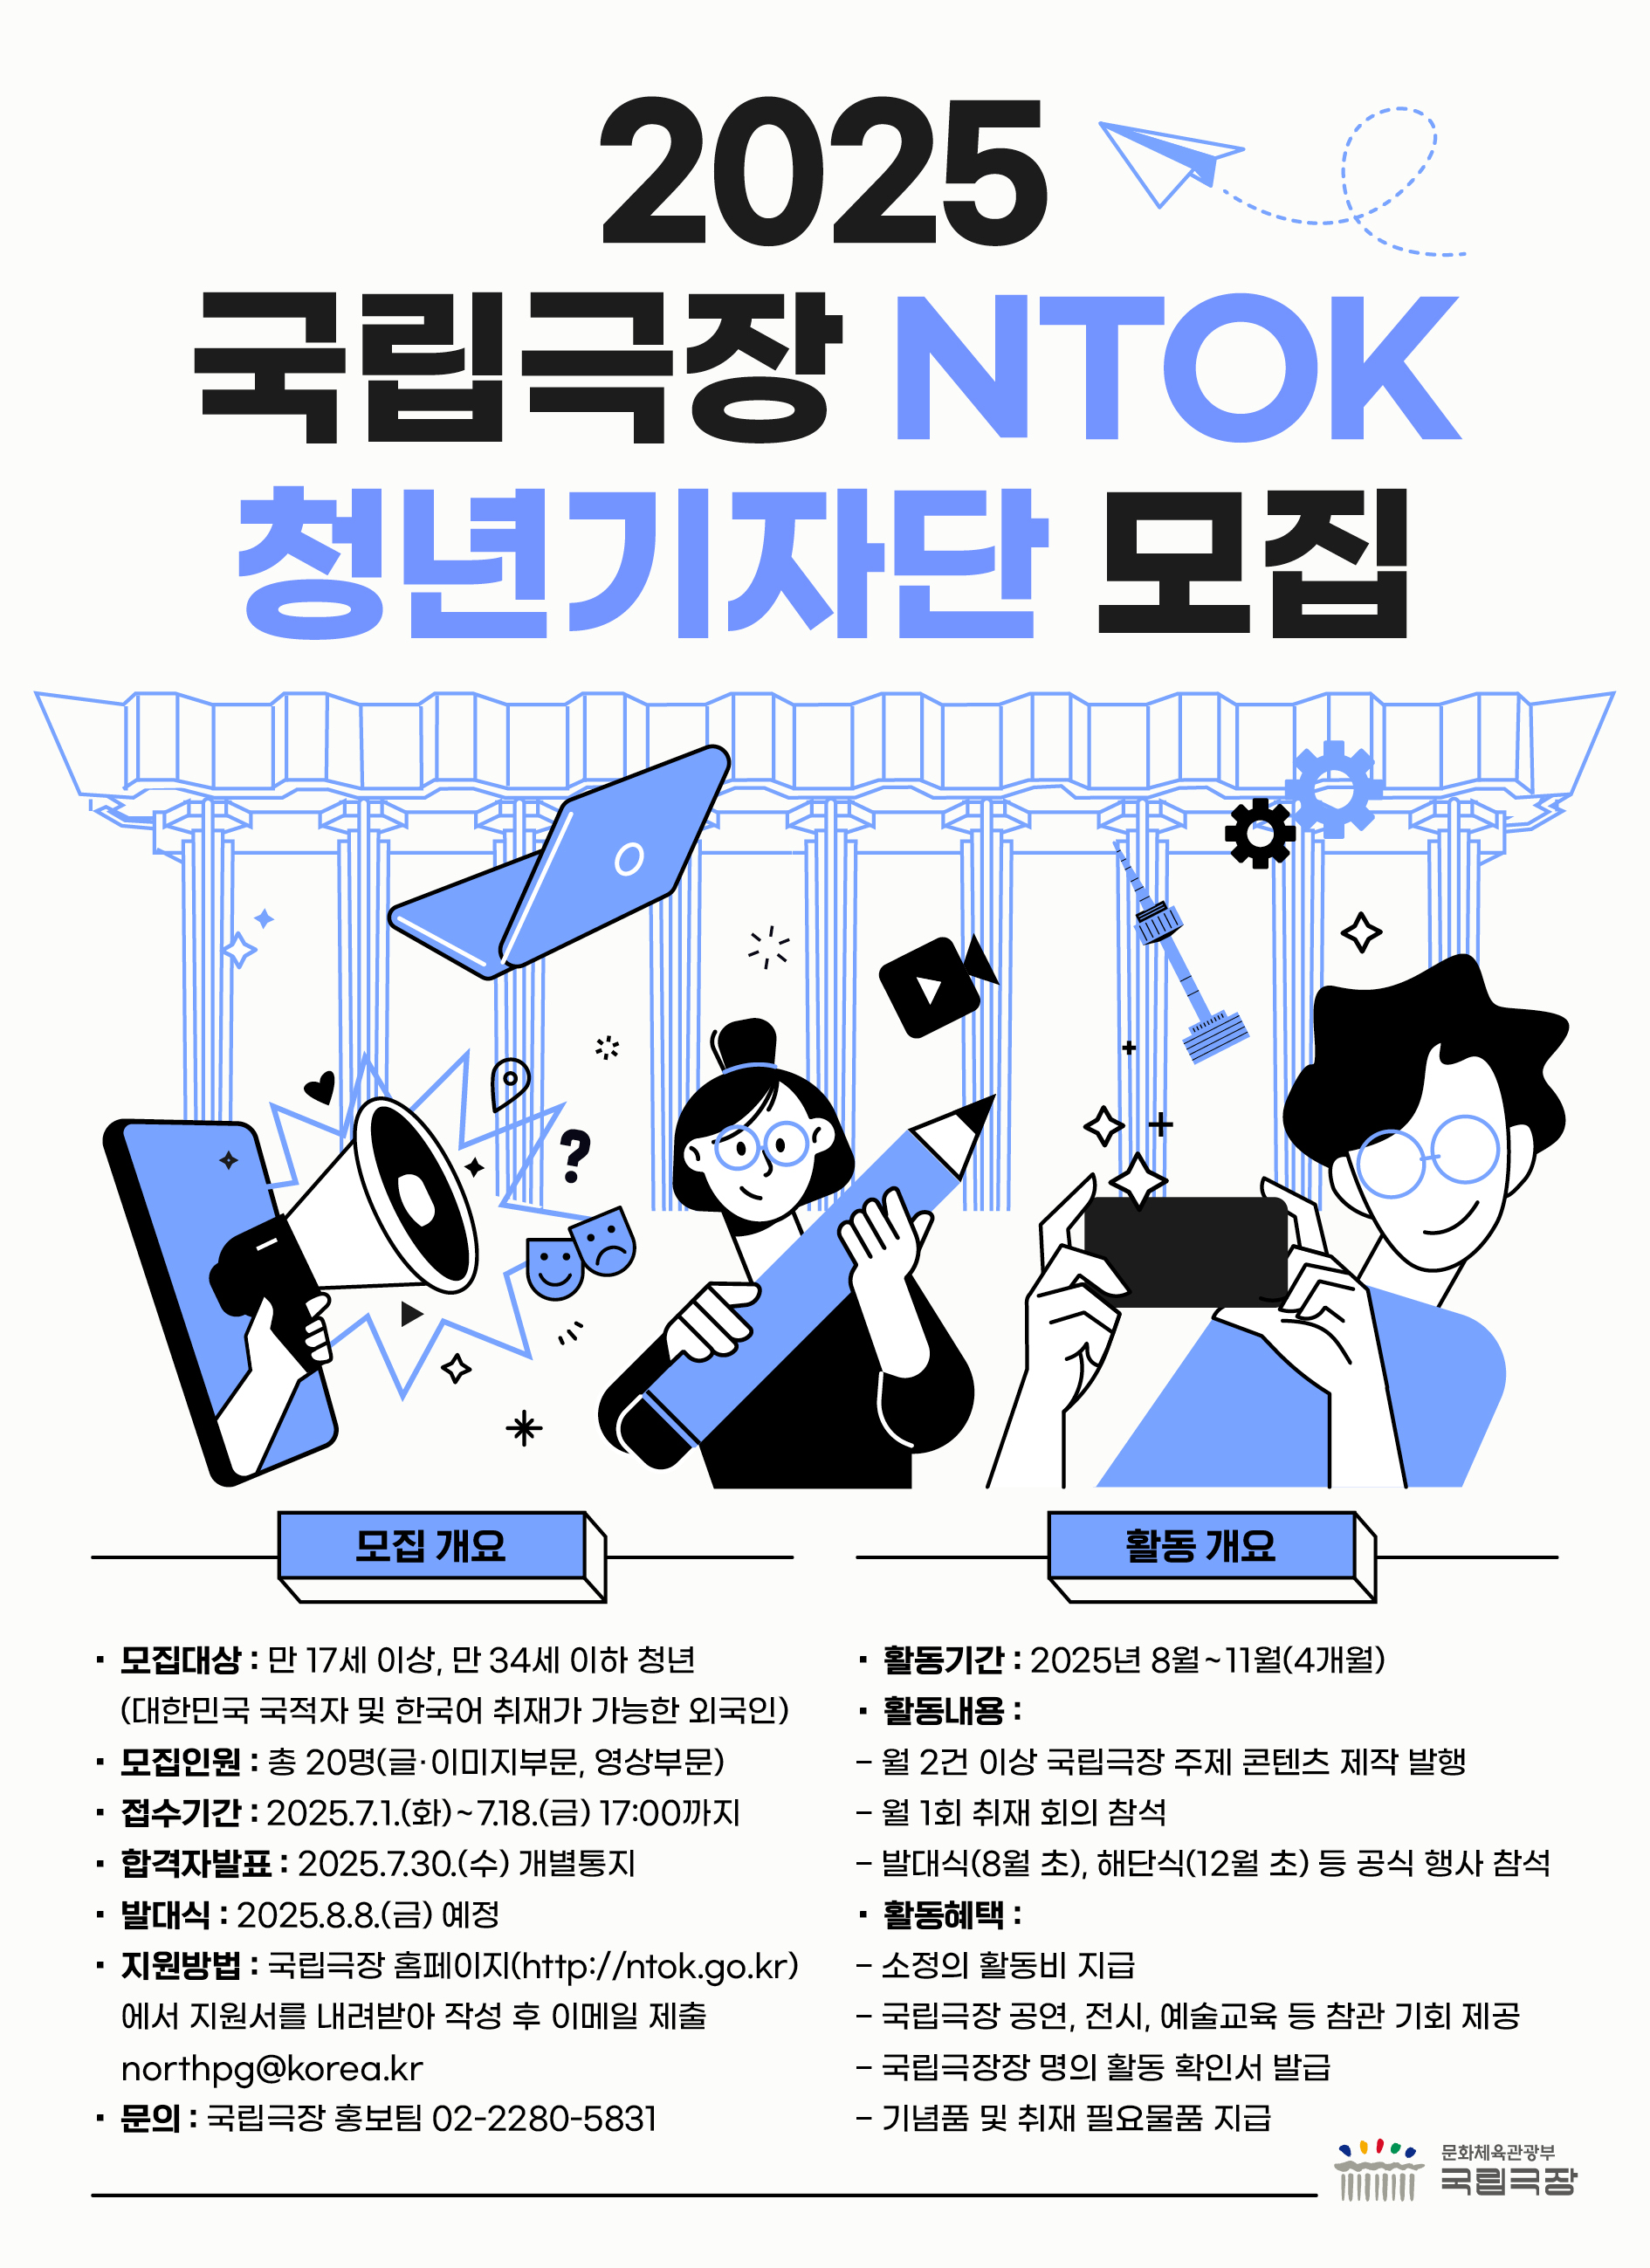 2025
국립극장 NTOK
청년기자단 모집
?
모집 개요
· 모집대상 : 만 17세 이상, 만 34세 이하 청년
(대한민국 국적자 및 한국어 취재가 가능한 외국인)
· 모집인원 : 총 20명(글·이미지부문, 영상부문)
· 접수기간 : 2025.7.1.(화)~7.18.(금) 17:00까지
· 합격자발표 : 2025.7.30.(수) 개별통지
· 발대식 : 2025.8.8.(금) 예정
· 지원방법 : 국립극장 홈페이지(http://ntok.go.kr)
에서 지원서를 내려받아 작성 후 이메일 제출
northpg@korea.kr
· 문의 : 국립극장 홍보팀 02-2280-5831
활동 개요
· 활동기간 : 2025년 8월~11월(4개월)
· 활동내용 :
– 월 2건 이상 국립극장 주제 콘텐츠 제작 발행
– 월 1회 취재 회의 참석
– 발대식(8월 초), 해단식(12월 초) 등 공식 행사 참석
· 활동혜택 :
– 소정의 활동비 지급
– 국립극장 공연, 전시, 예술교육 등 참관 기회 제공
– 국립극장장 명의 활동 확인서 발급
– 기념품 및 취재 필요물품 지급
문화체육관광부
국립극장